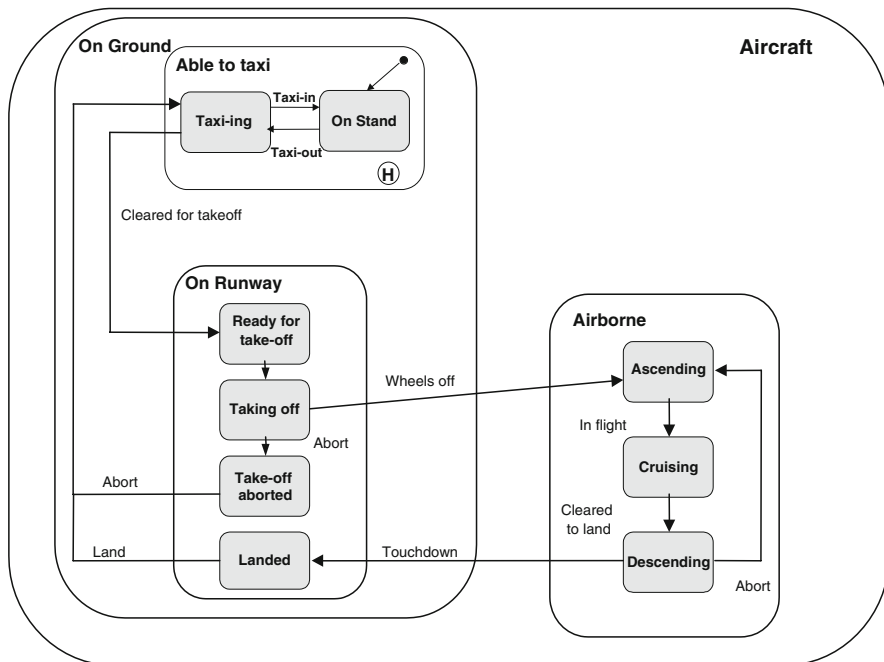 On Ground
Aircraft
Able to taxi
Taxi-in
Taxi-ing
On Stand
Taxi-out
H
Cleared for takeoff
On Runway
Ready for
take-off
Airborne
Ascending
Wheels off
Taking off
In flight
Abort
Cruising
Take-off
aborted
Abort
Cleared
to land
Land
Landed
Touchdown
Descending
Abort